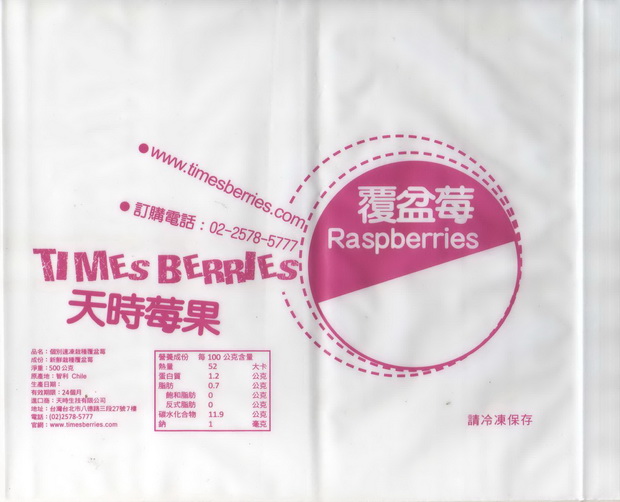 ●www.timesberries.com
●訂購電話：02-2578-5777
覆盆莓
Raspberries
TIMES BERRIES
天時莓果
品名：個別速凍栽種覆盆莓
成份：新鮮栽種覆盆莓
淨重：500公克
原產地：智利 Chile
生產日期：
有效期限：24個月
進口商：天時生技有限公司
地址：台灣台北市八德路三段27號7樓
電話：(02)2578-5777
官網：www.timesberries.com
營養成份 每 100 公克含量
熱量 52 大卡
蛋白質 1.2 公克
脂肪 0.7 公克
飽和脂肪 0 公克
反式脂肪 0 公克
碳水化合物 11.9 公克
鈉 1 毫克
請冷凍保存